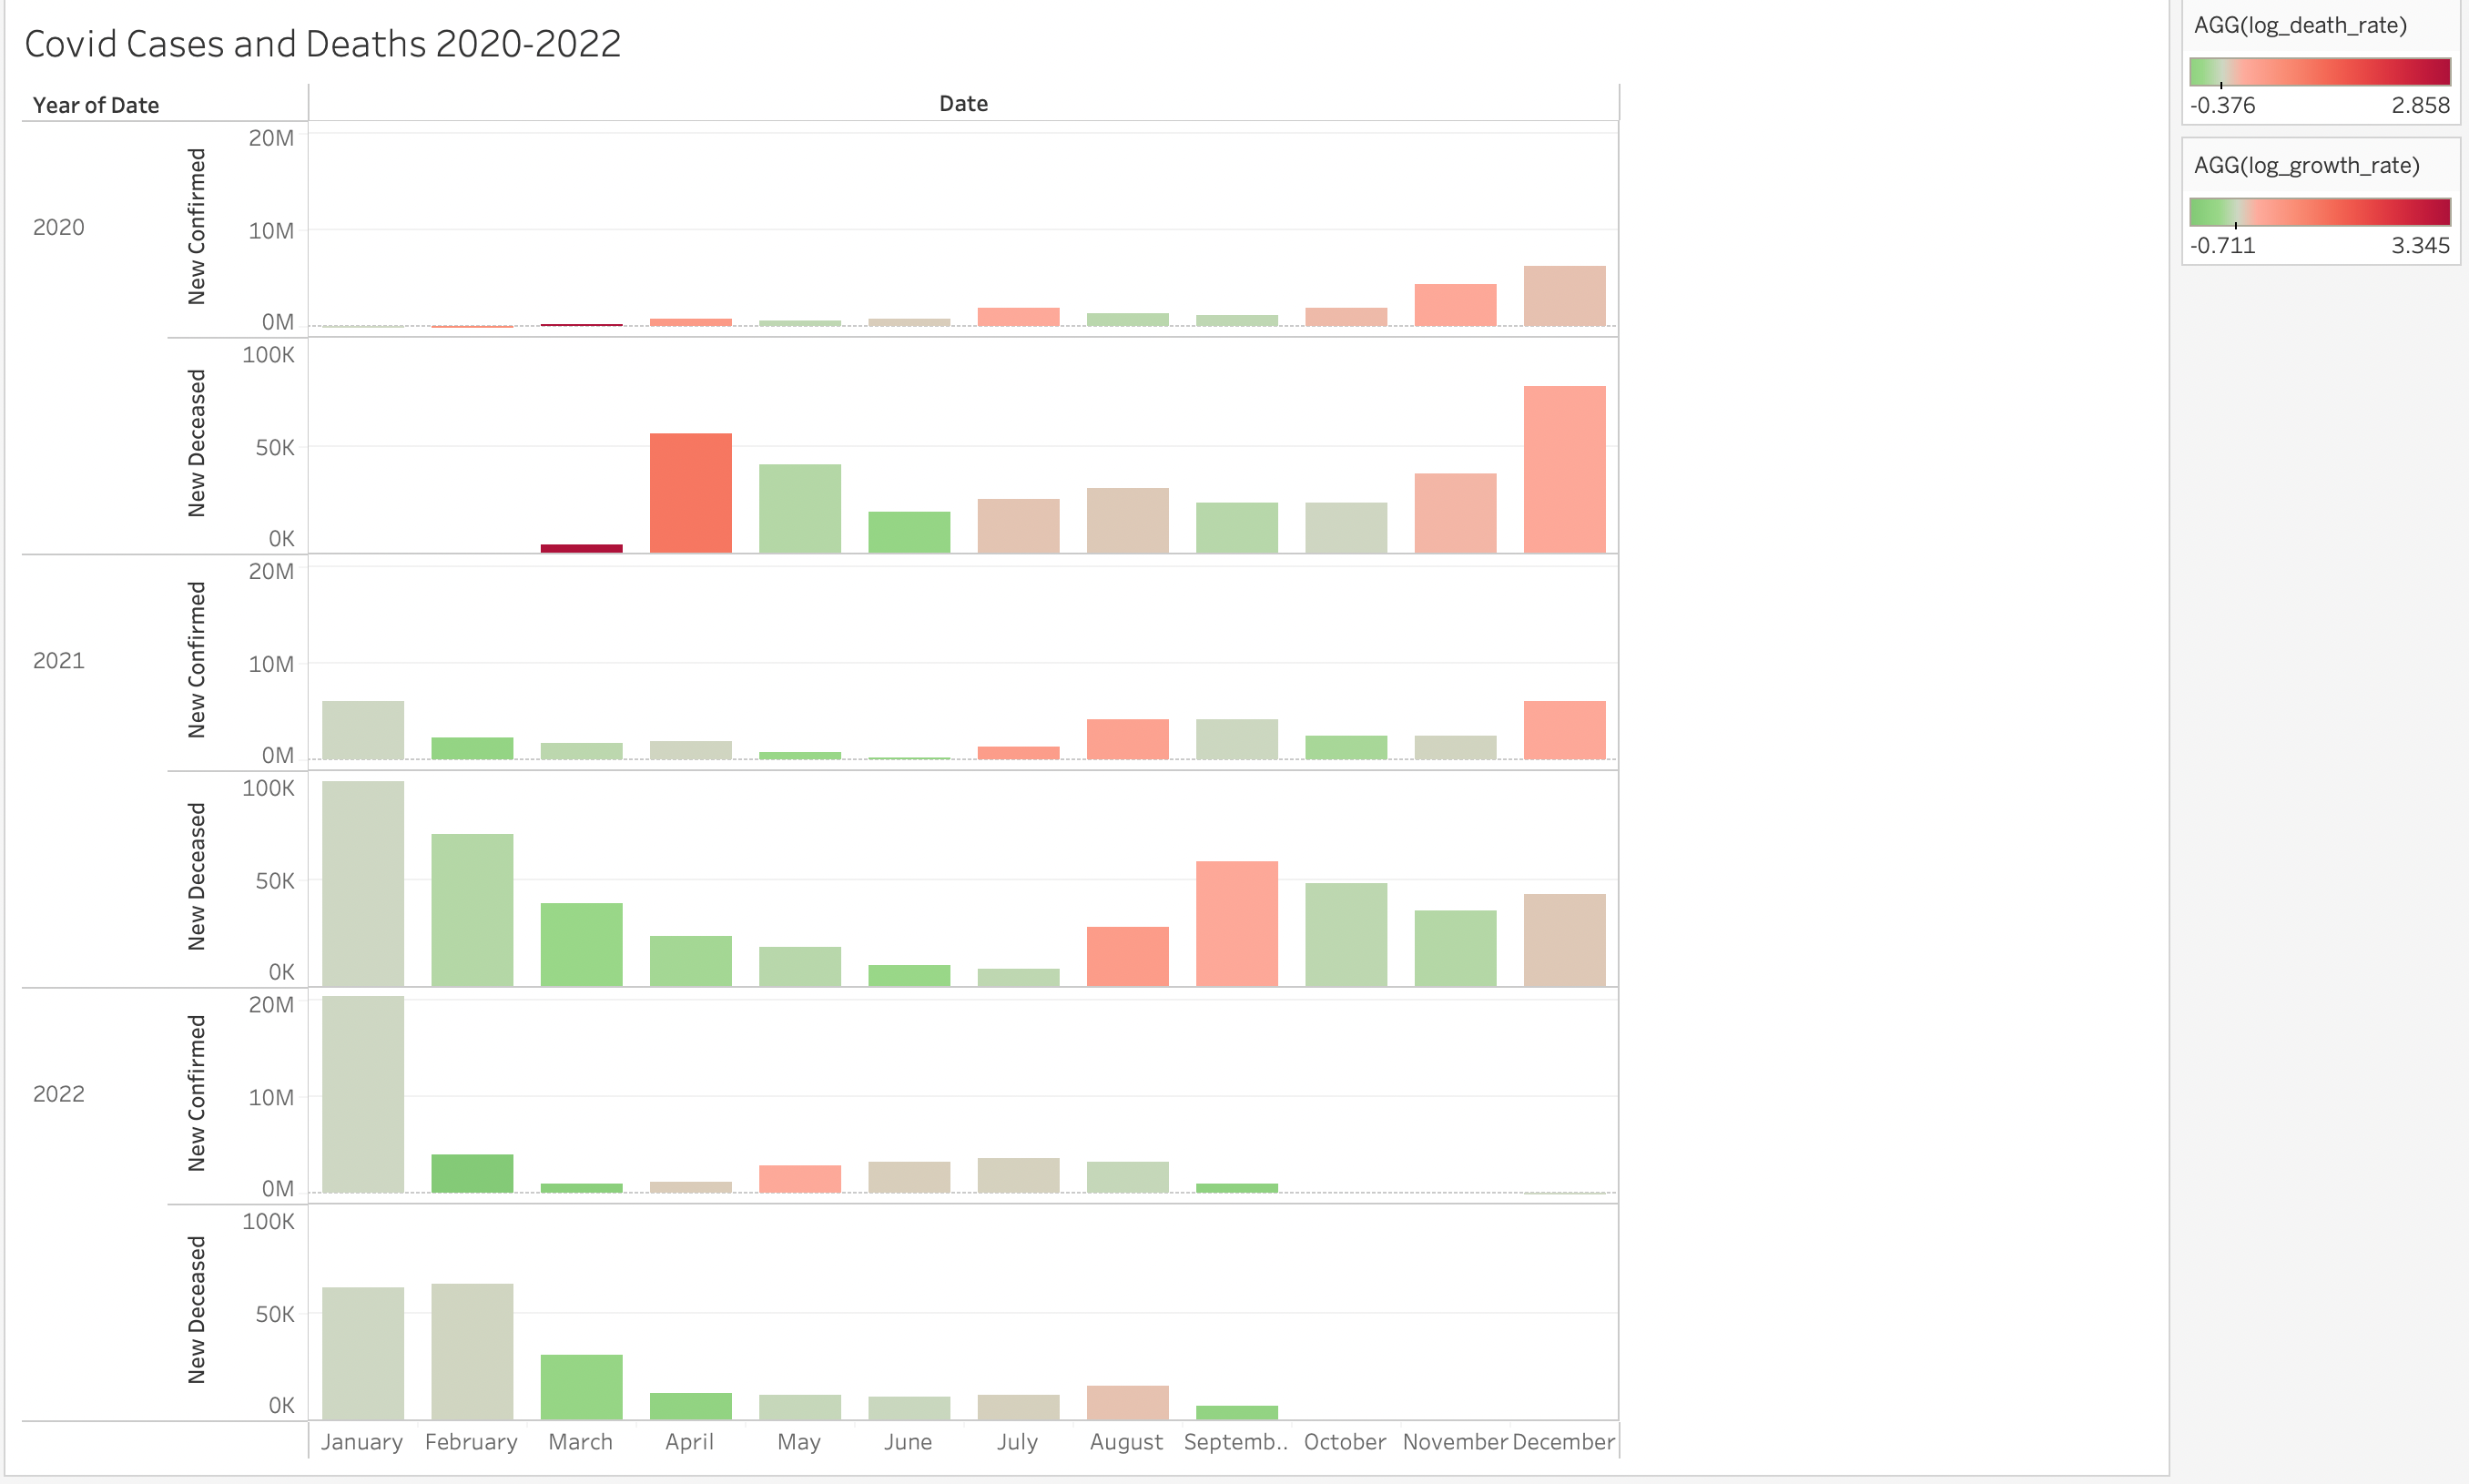 Covid Cases and Deaths 2020-2022
Year of Date
Date
2020
New Confirmed
20M
10M
0M
New Deceased
100K
50K
0K
2021
New Confirmed
20M
10M
0M
New Deceased
100K
50K
0K
2022
New Confirmed
20M
10M
0M
New Deceased
100K
50K
0K
January February March April May June July August Septemb.. October November December
AGG(log_death_rate)
-0.376 2.858
AGG(log_growth_rate)
-0.711 3.345